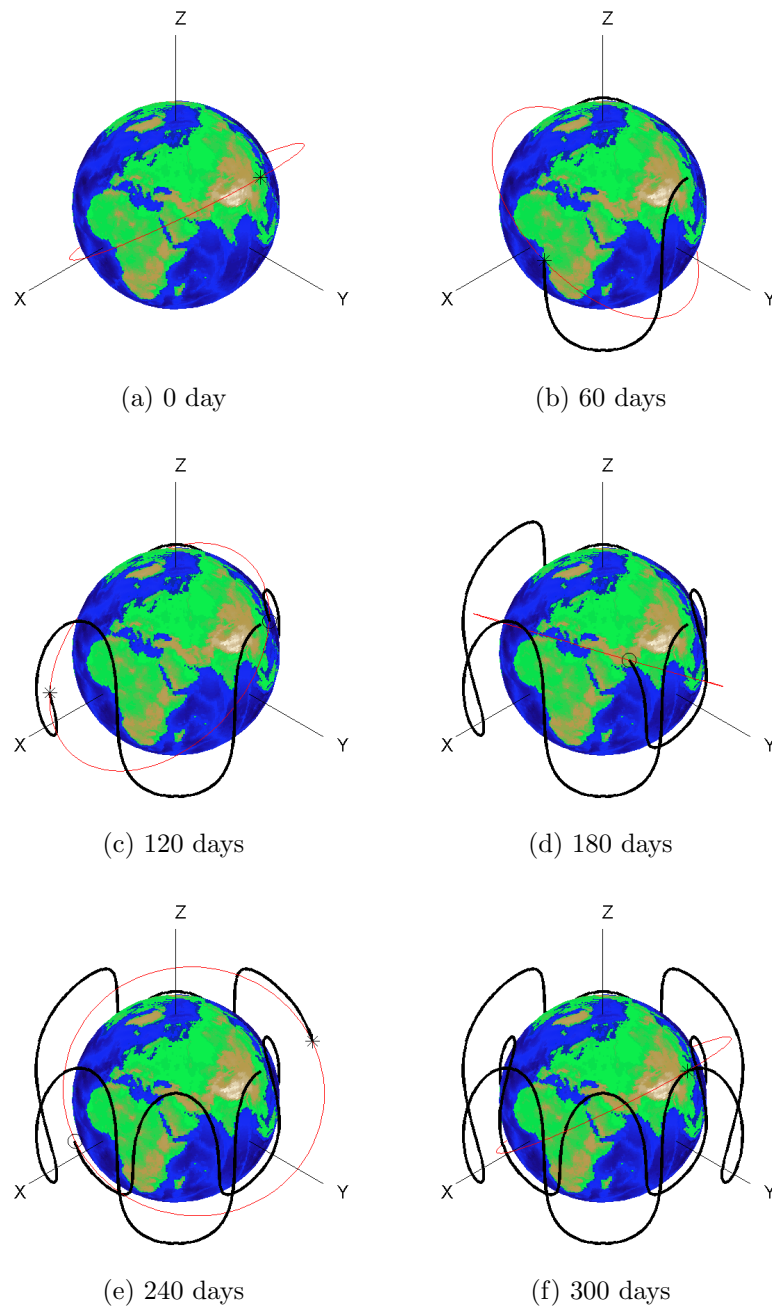 Z
Z
X
Y
X
Y
(a) 0 day
(b) 60 days
Z
Z
X
Y
X
Y
(c) 120 days
(d) 180 days
Z
Z
X
Y
X
Y
(e) 240 days
(f) 300 days